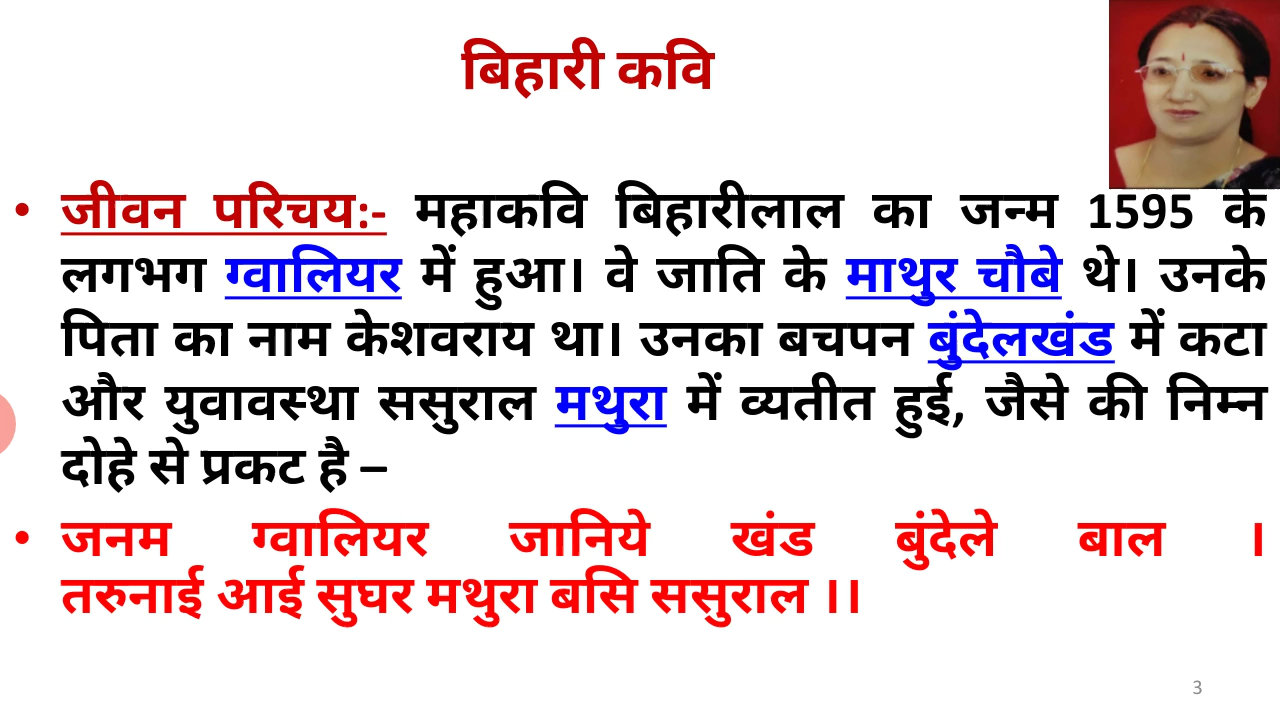 बिहारी कवि
• जीवन परिचय:- महाकवि बिहारीलाल का जन्म 1595 के
लगभग ग्वालियर में हुआ। वे जाति के माथुर चौबे थे। उनके
पिता का नाम केशवराय था। उनका बचपन बुंदेलखंड में कटा
और युवावस्था ससुराल मथुरा में व्यतीत हुई, जैसे की निम्न
दोहे से प्रकट है –
• जनम ग्वालियर जानिये खंड बुंदेले बाल ।
तरुनाई आई सुघर मथुरा बसि ससुराल ।।
3